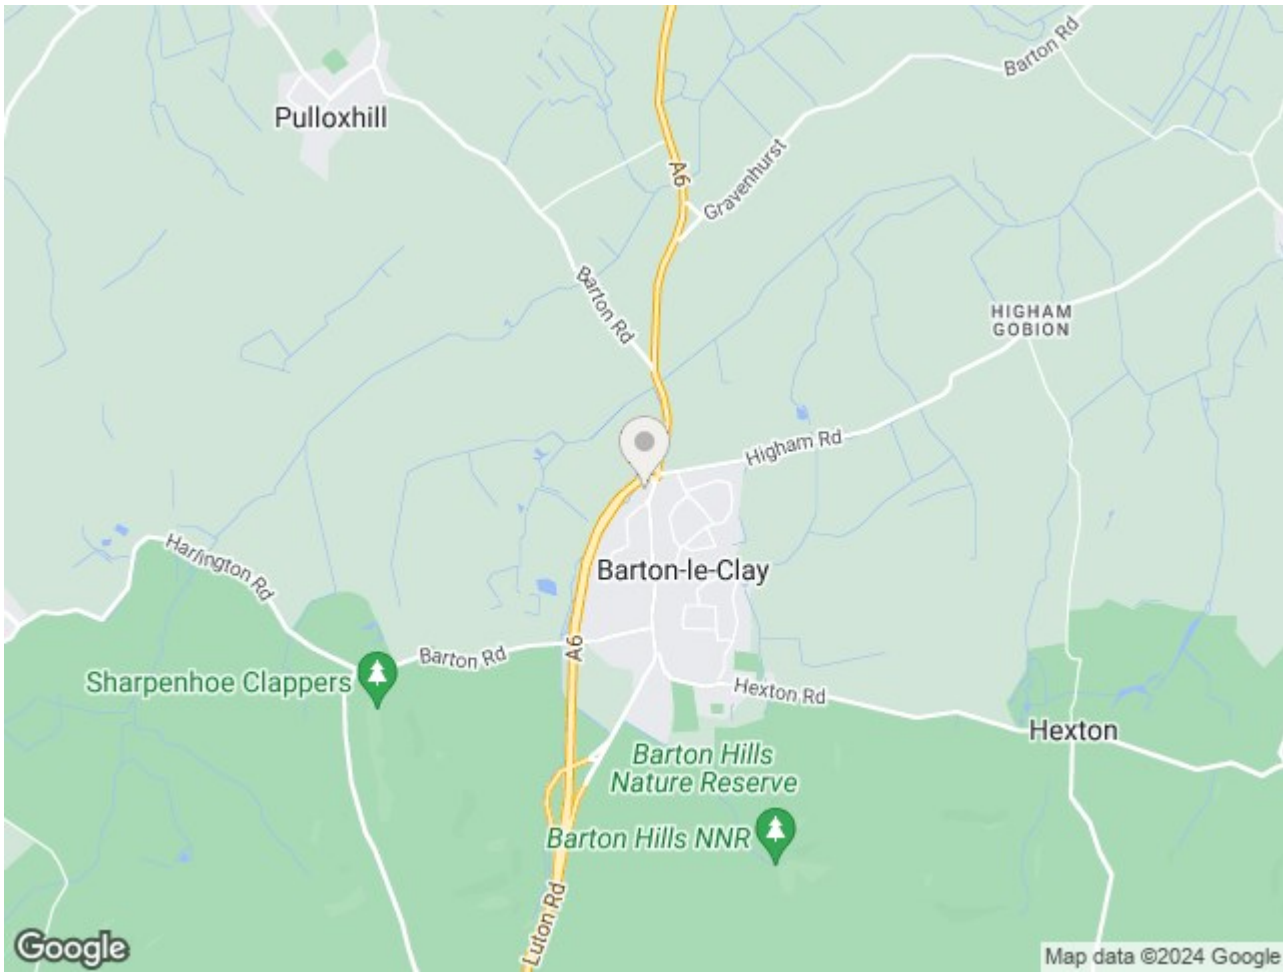 Barton Rd
Pulloxhill
A6
Gravenhurst
Barton Rd
HIGHAM
GOBION
Higham Rd
Harlington Rd
Barton-le-Clay
Barton Rd
A6
Sharpenhoe Clappers
Hexton Rd
Hexton
Barton Hills
Nature Reserve
Barton Hills NNR
Luton Rd
Google
Map data ©2024 Google